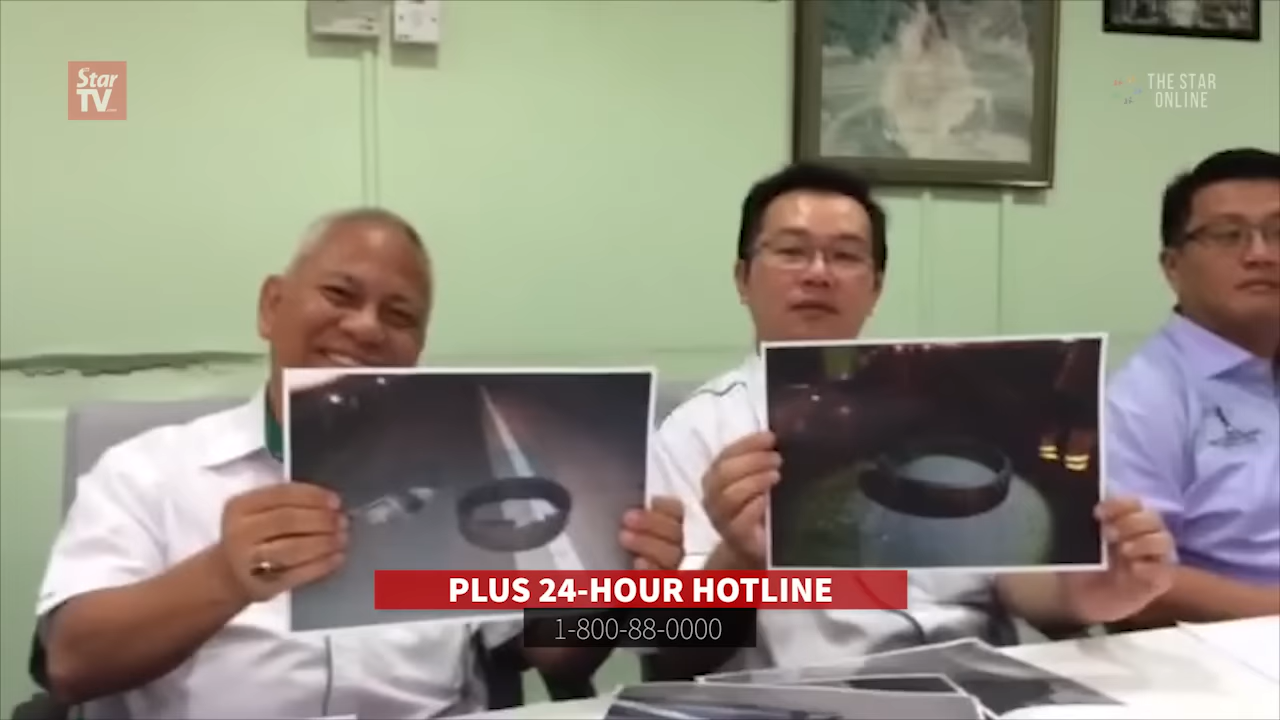 Star
TV
THE STAR
ONLINE
PLUS 24-HOUR HOTLINE
1-800-88-0000